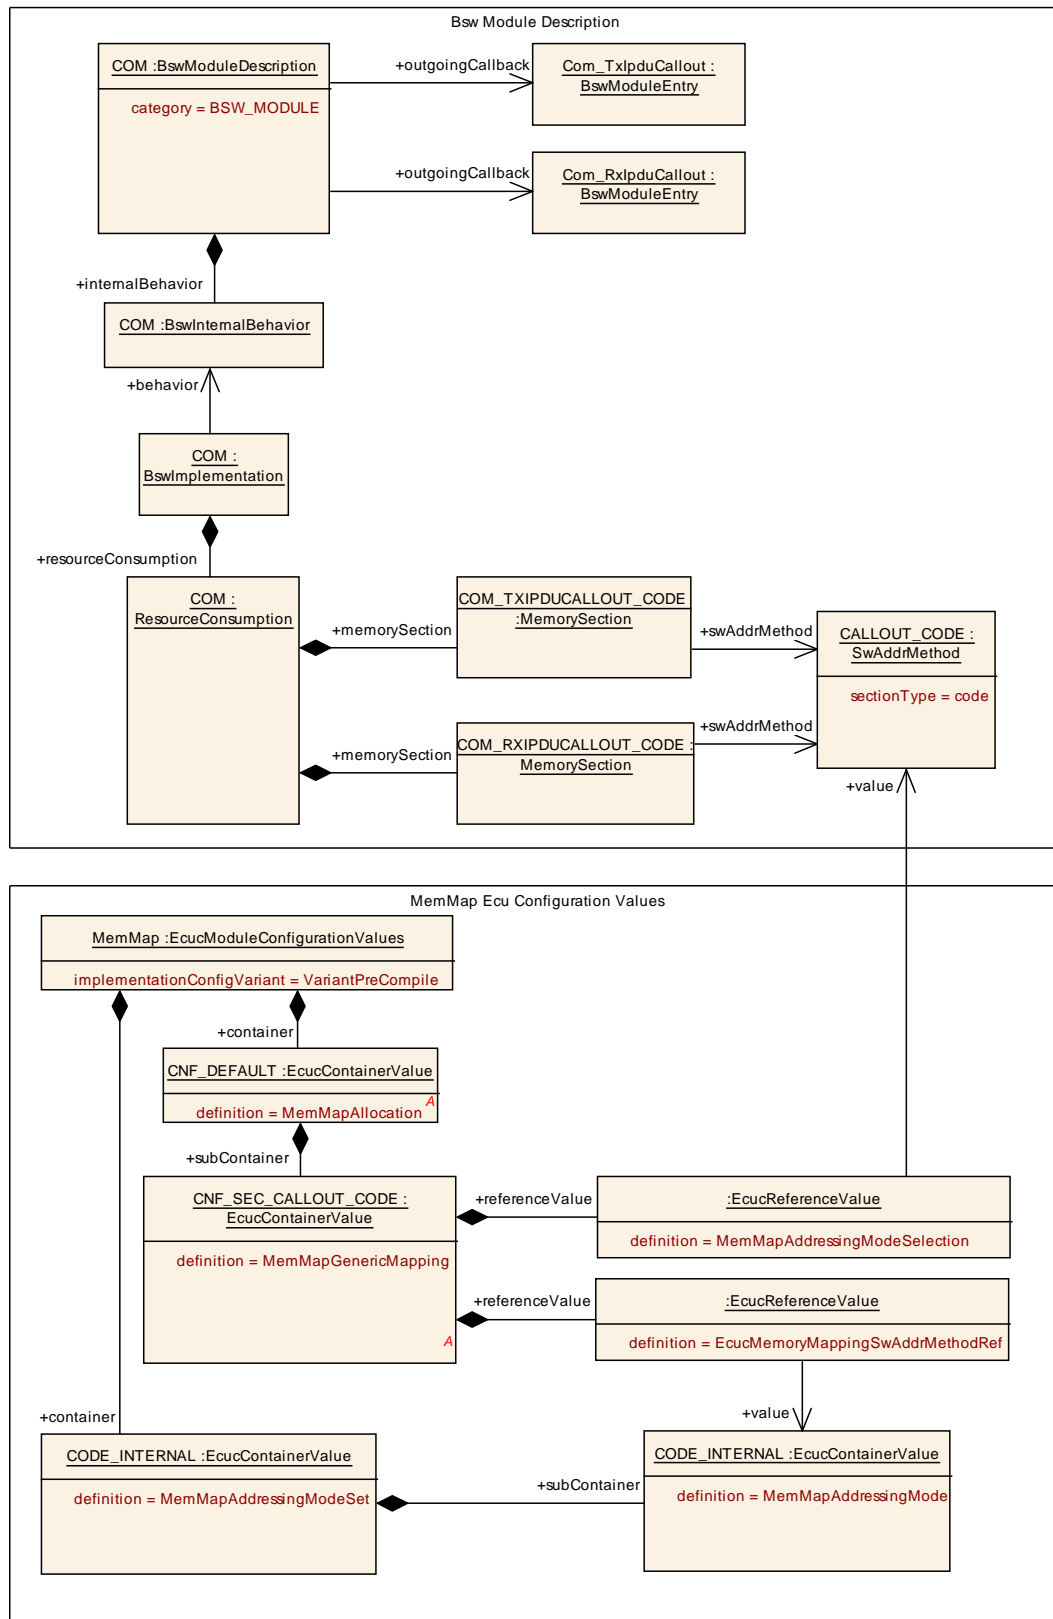 Bsw Module Description
COM :BswModuleDescription
category = BSW_MODULE
+outgoingCallback
Com_TxIpduCallout :
BswModuleEntry
+outgoingCallback
Com_RxIpduCallout :
BswModuleEntry
+internalBehavior
COM :BswInternalBehavior
+behavior
COM :
BswImplementation
+resourceConsumption
COM :
ResourceConsumption
+memorySection
COM_TXIPDUCALLOUT_CODE
:MemorySection
+swAddrMethod
CALLOUT_CODE :
SwAddrMethod
sectionType = code
+memorySection
COM_RXIPDUCALLOUT_CODE :
MemorySection
+swAddrMethod
+value
MemMap Ecu Configuration Values
MemMap :EcucModuleConfigurationValues
implementationConfigVariant = VariantPreCompile
+container
CNF_DEFAULT :EcucContainerValue
definition = MemMapAllocation
A
+subContainer
CNF_SEC_CALLOUT_CODE :
EcucContainerValue
definition = MemMapGenericMapping
A
+referenceValue
:EcucReferenceValue
definition = MemMapAddressingModeSelection
+referenceValue
:EcucReferenceValue
definition = EcucMemoryMappingSwAddrMethodRef
+container
+value
CODE_INTERNAL :EcucContainerValue
definition = MemMapAddressingModeSet
+subContainer
CODE_INTERNAL :EcucContainerValue
definition = MemMapAddressingMode